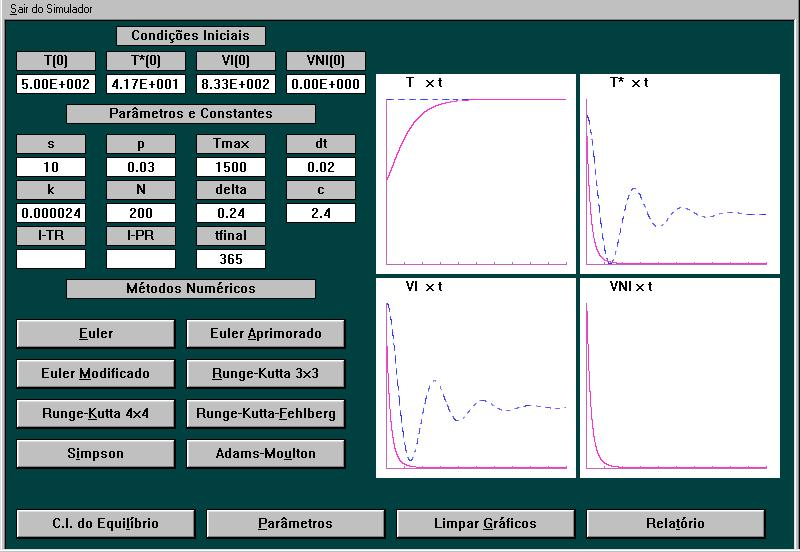 Sair do Simulador
Condições Iniciais
T(0) T*(0) VI(0) VNI(0)
5.00E+002 4.17E+001 8.33E+002 0.00E+000
Parâmetros e Constantes
s p Tmax dt
10 0.03 1500 0.02
k N delta c
0.000024 200 0.24 2.4
I-TR I-PR tfinal
365
Métodos Numéricos
Euler Euler Aprimorado
Euler Modificado Runge-Kutta 3x3
Runge-Kutta 4x4 Runge-Kutta-Fehlberg
Simpson Adams-Moulton
T x t
T* x t
VI x t
VNI x t
C.I. do Equilíbrio Parâmetros Limpar Gráficos Relatório